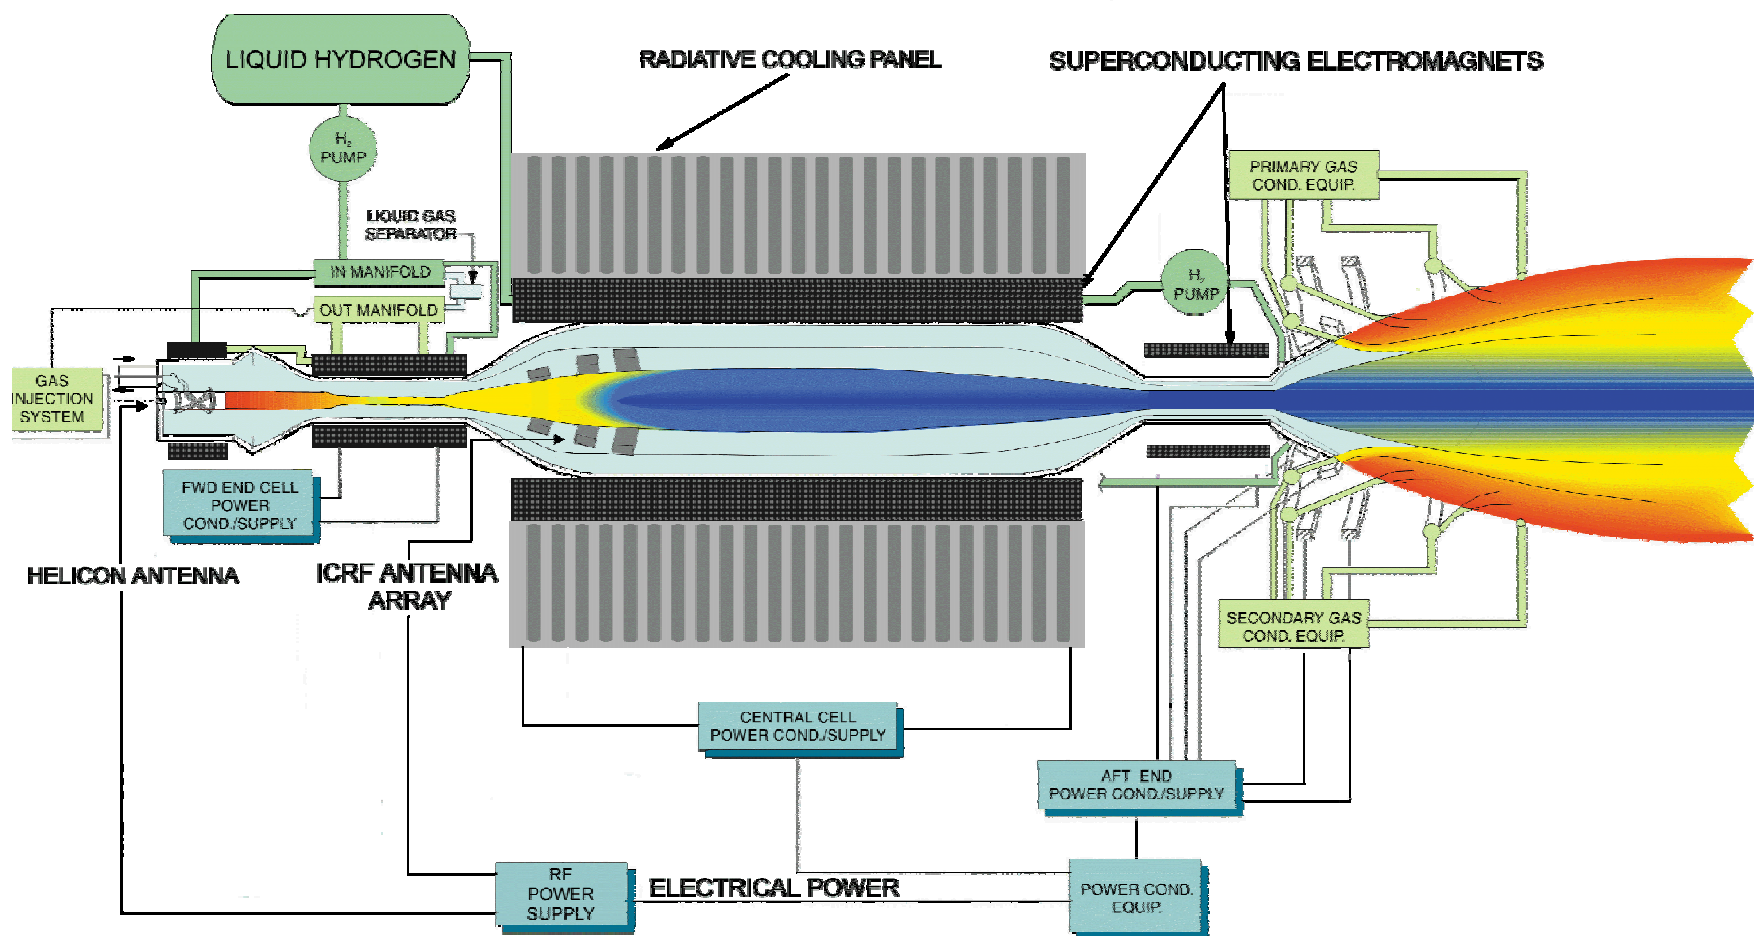 LIQUID HYDROGEN
RADIATIVE COOLING PANEL
SUPERCONDUCTING ELECTROMAGNETS
H2
PUMP
PRIMARY GAS
COND. EQUIP.
LIQUID GAS
SEPARATOR
IN MANIFOLD
OUT MANIFOLD
H2
PUMP
GAS
INJECTION
SYSTEM
FWD END CELL
POWER
COND./SUPPLY
HELICON ANTENNA
ICRF ANTENNA
ARRAY
SECONDARY GAS
COND. EQUIP.
CENTRAL CELL
POWER COND./SUPPLY
AFT END
POWER COND./SUPPLY
RF
POWER
SUPPLY
ELECTRICAL POWER
POWER COND.
EQUIP.